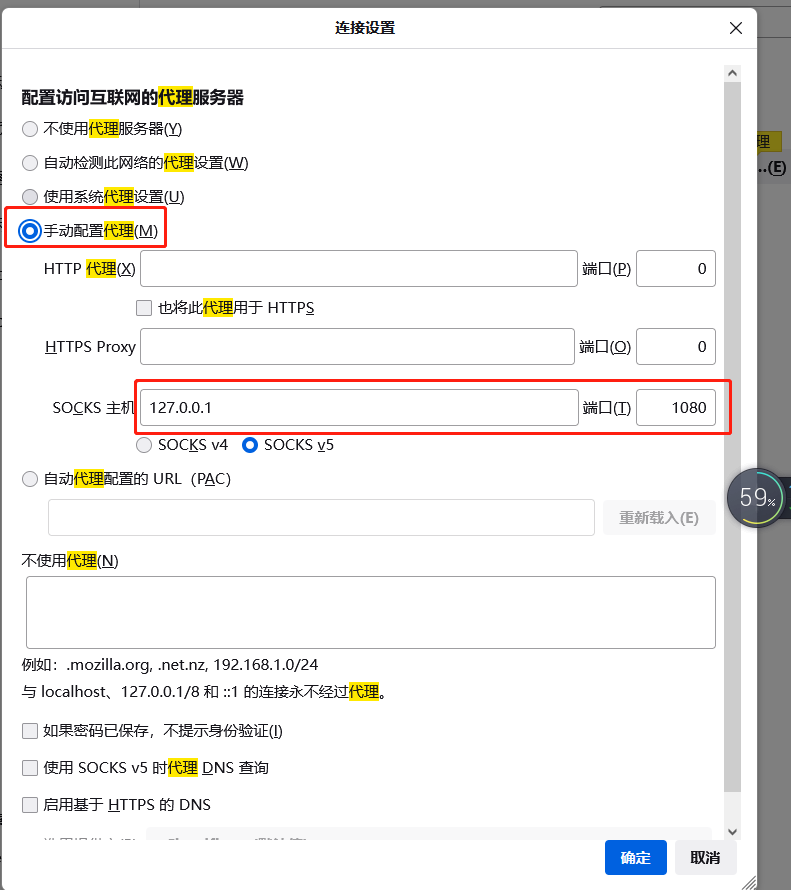 连接设置
配置访问互联网的代理服务器
不使用代理服务器(Y)
自动检测此网络的代理设置(W)
使用系统代理设置(U)
手动配置代理(M)
HTTP 代理(X) 端口(P) 0
也将此代理用于 HTTPS
HTTPS Proxy 端口(O) 0
SOCKS 主机 127.0.0.1 端口(T) 1080
SOCKS v4 SOCKS v5
自动代理配置的 URL（PAC）
重新载入(E)
不使用代理(N)
例如：.mozilla.org, .net.nz, 192.168.1.0/24
与 localhost、127.0.0.1/8 和 ::1 的连接永不经过代理。
如果密码已保存，不提示身份验证(I)
使用 SOCKS v5 时代理 DNS 查询
启用基于 HTTPS 的 DNS
确定 取消
理
...(E)
59%